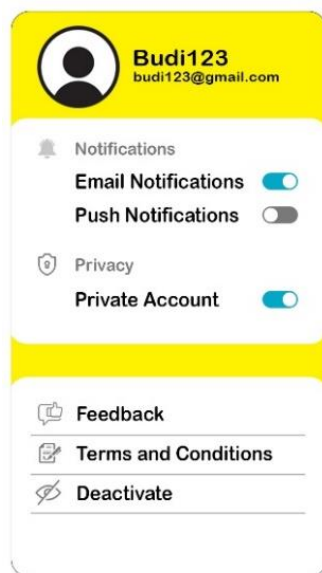 Budi123
budi123@gmail.com
Notifications
Email Notifications
Push Notifications
Privacy
Private Account
Feedback
Terms and Conditions
Deactivate